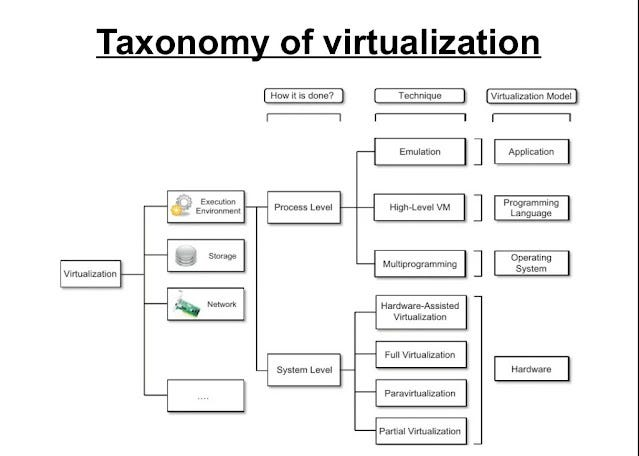 Taxonomy of virtualization
How it is done?
Technique
Virtualization Model
Emulation
Application
Execution
Environment
Process Level
High-Level VM
Programming
Language
Storage
Multiprogramming
Operating
System
Virtualization
Network
Hardware-Assisted
Virtualization
Full Virtualization
System Level
Hardware
....
Paravirtualization
Partial Virtualization